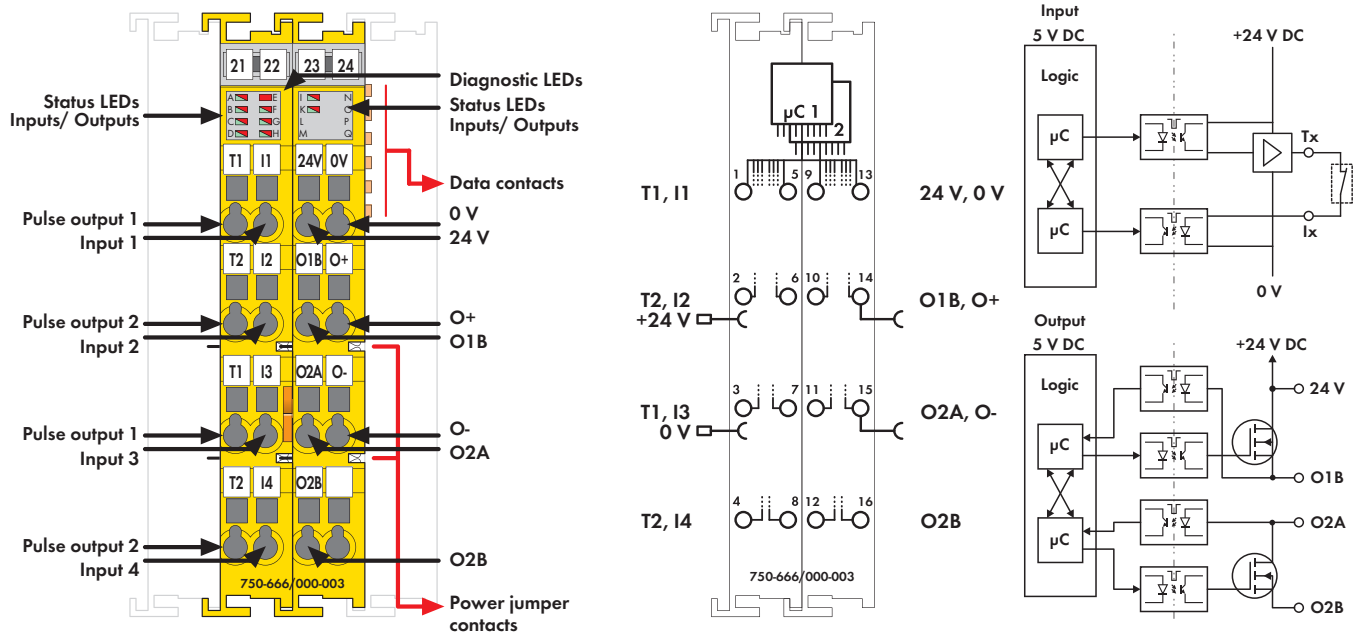 21 22 23 24
Status LEDs
Inputs/ Outputs
A E
B F
C G
D H
I N
K O
L P
M Q
Diagnostic LEDs
Status LEDs
Inputs/ Outputs
T1 I1 24V 0V
Data contacts
Pulse output 1
Input 1
0 V
24 V
T2 I2 O1B O+
Pulse output 2
Input 2
O+
O1B
T1 I3 O2A O-
Pulse output 1
Input 3
O-
O2A
T2 I4 O2B
Pulse output 2
Input 4
O2B
750-666/000-003
Power jumper
contacts
µC 1
2
1 5 9 13
T1, I1
24 V, 0 V
2 6 10 14
T2, I2
+24 V
O1B, O+
3 7 11 15
T1, I3
0 V
O2A, O-
4 8 12 16
T2, I4
O2B
750-666/000-003
Input
5 V DC
+24 V DC
Logic
µC
µC
Tx
Ix
0 V
Output
5 V DC
+24 V DC
Logic
µC
µC
24 V
O1B
O2A
O2B